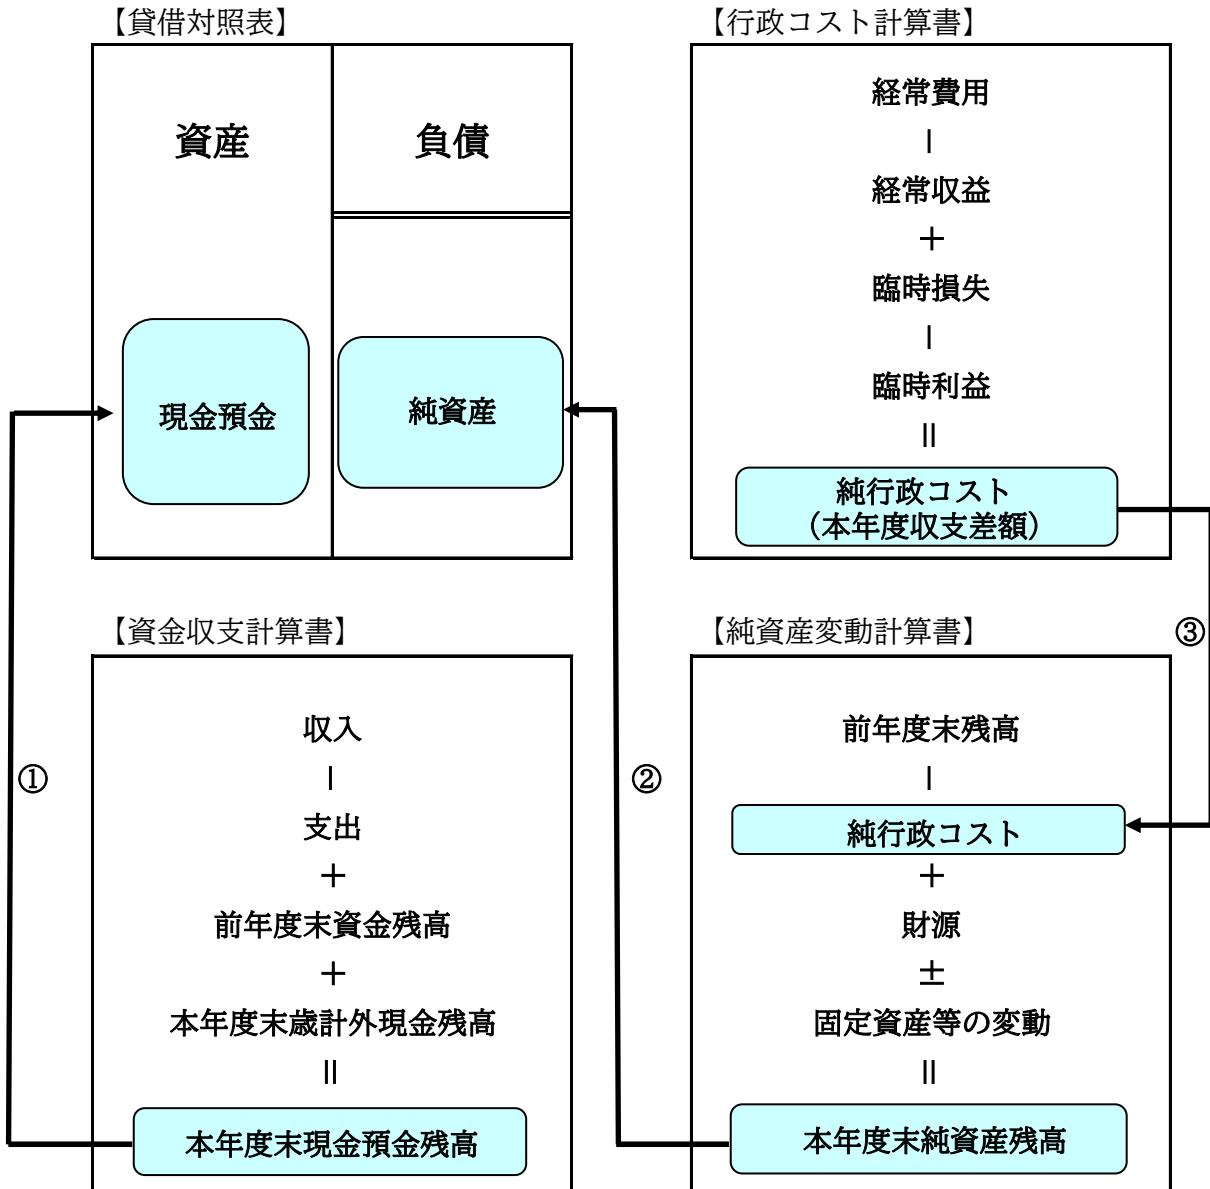 【貸借対照表】
資産
負債
現金預金
純資産
【行政コスト計算書】
経常費用
－
経常収益
＋
臨時損失
－
臨時利益
＝
純行政コスト
（本年度収支差額）
【資金収支計算書】
収入
－
支出
＋
前年度末資金残高
＋
本年度末歳計外現金残高
＝
本年度末現金預金残高
①
②
【純資産変動計算書】
前年度末残高
－
純行政コスト
＋
財源
±
固定資産等の変動
＝
本年度末純資産残高
③